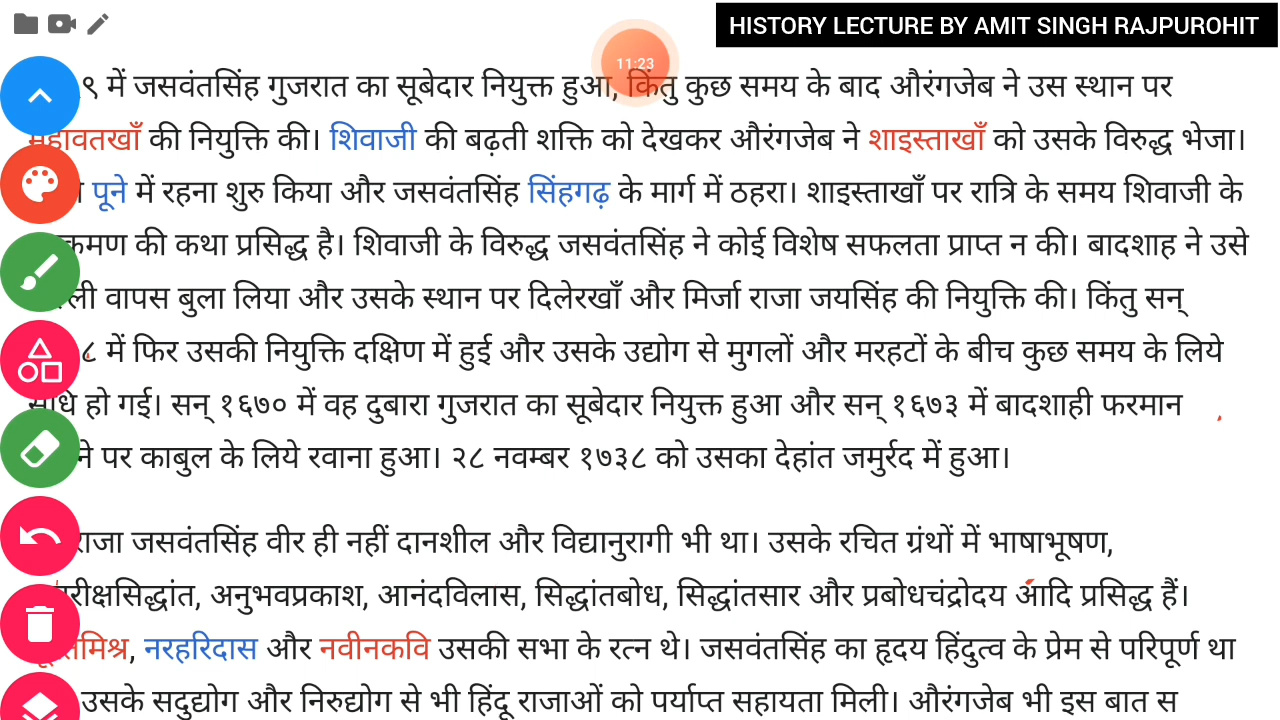 HISTORY LECTURE BY AMIT SINGH RAJPUROHIT
11:23
९ में जसवंतसिंह गुजरात का सूबेदार नियुक्त हुआ, किंतु कुछ समय के बाद औरंगजेब ने उस स्थान पर
महावतखाँ की नियुक्ति की। शिवाजी की बढ़ती शक्ति को देखकर औरंगजेब ने शाइस्ताखाँ को उसके विरुद्ध भेजा।
पूने में रहना शुरु किया और जसवंतसिंह सिंहगढ़ के मार्ग में ठहरा। शाइस्ताखाँ पर रात्रि के समय शिवाजी के
क्रमण की कथा प्रसिद्ध है। शिवाजी के विरुद्ध जसवंतसिंह ने कोई विशेष सफलता प्राप्त न की। बादशाह ने उसे
ली वापस बुला लिया और उसके स्थान पर दिलेरखाँ और मिर्जा राजा जयसिंह की नियुक्ति की। किंतु सन्
८ में फिर उसकी नियुक्ति दक्षिण में हुई और उसके उद्योग से मुगलों और मरहटों के बीच कुछ समय के लिये
संधि हो गई। सन् १६७० में वह दुबारा गुजरात का सूबेदार नियुक्त हुआ और सन् १६७३ में बादशाही फरमान
ने पर काबुल के लिये रवाना हुआ। २८ नवम्बर १७३८ को उसका देहांत जमुर्रद में हुआ।
राजा जसवंतसिंह वीर ही नहीं दानशील और विद्यानुरागी भी था। उसके रचित ग्रंथों में भाषाभूषण,
रीक्षसिद्धांत, अनुभवप्रकाश, आनंदविलास, सिद्धांतबोध, सिद्धांतसार और प्रबोधचंद्रोदय आदि प्रसिद्ध हैं।
तमिश्र, नरहरिदास और नवीनकवि उसकी सभा के रत्न थे। जसवंतसिंह का हृदय हिंदुत्व के प्रेम से परिपूर्ण था
उसके सदुद्योग और निरुद्योग से भी हिंदू राजाओं को पर्याप्त सहायता मिली। औरंगजेब भी इस बात स